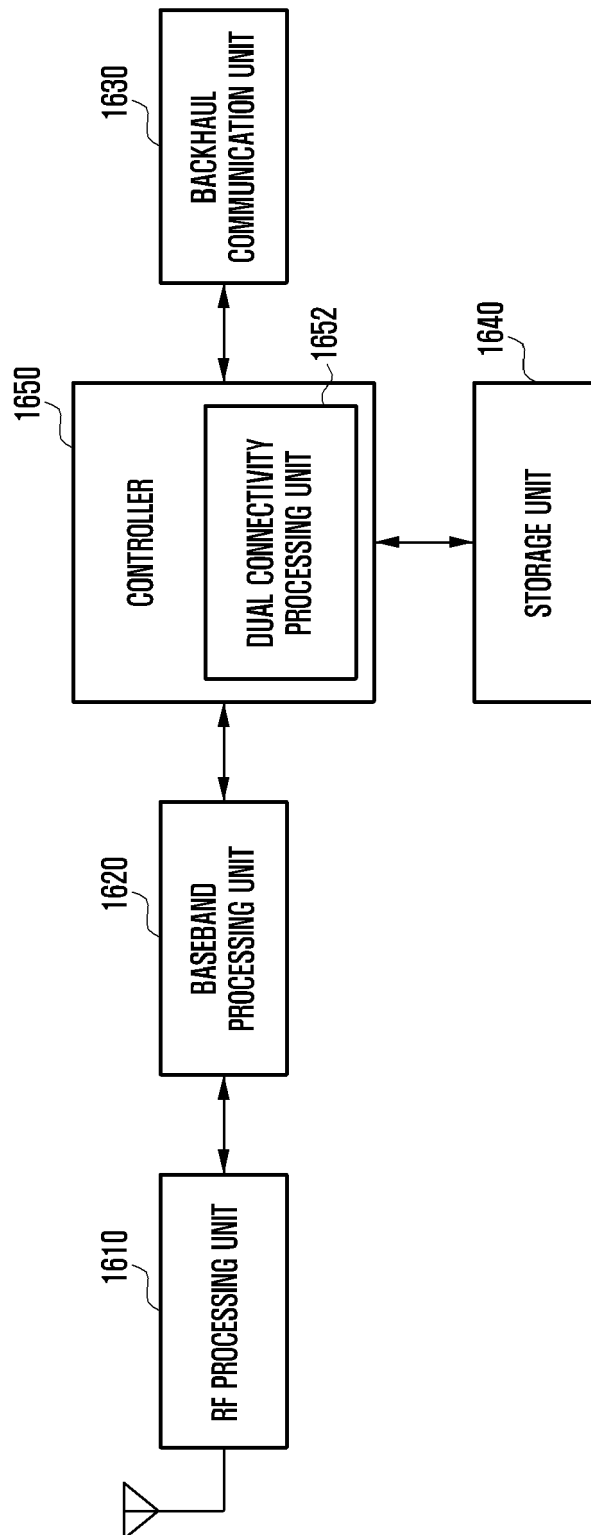 1610
RF PROCESSING UNIT
1620
BASEBAND
PROCESSING UNIT
1650
CONTROLLER
1652
DUAL CONNECTIVITY
PROCESSING UNIT
1630
BACKHAUL
COMMUNICATION UNIT
1640
STORAGE UNIT